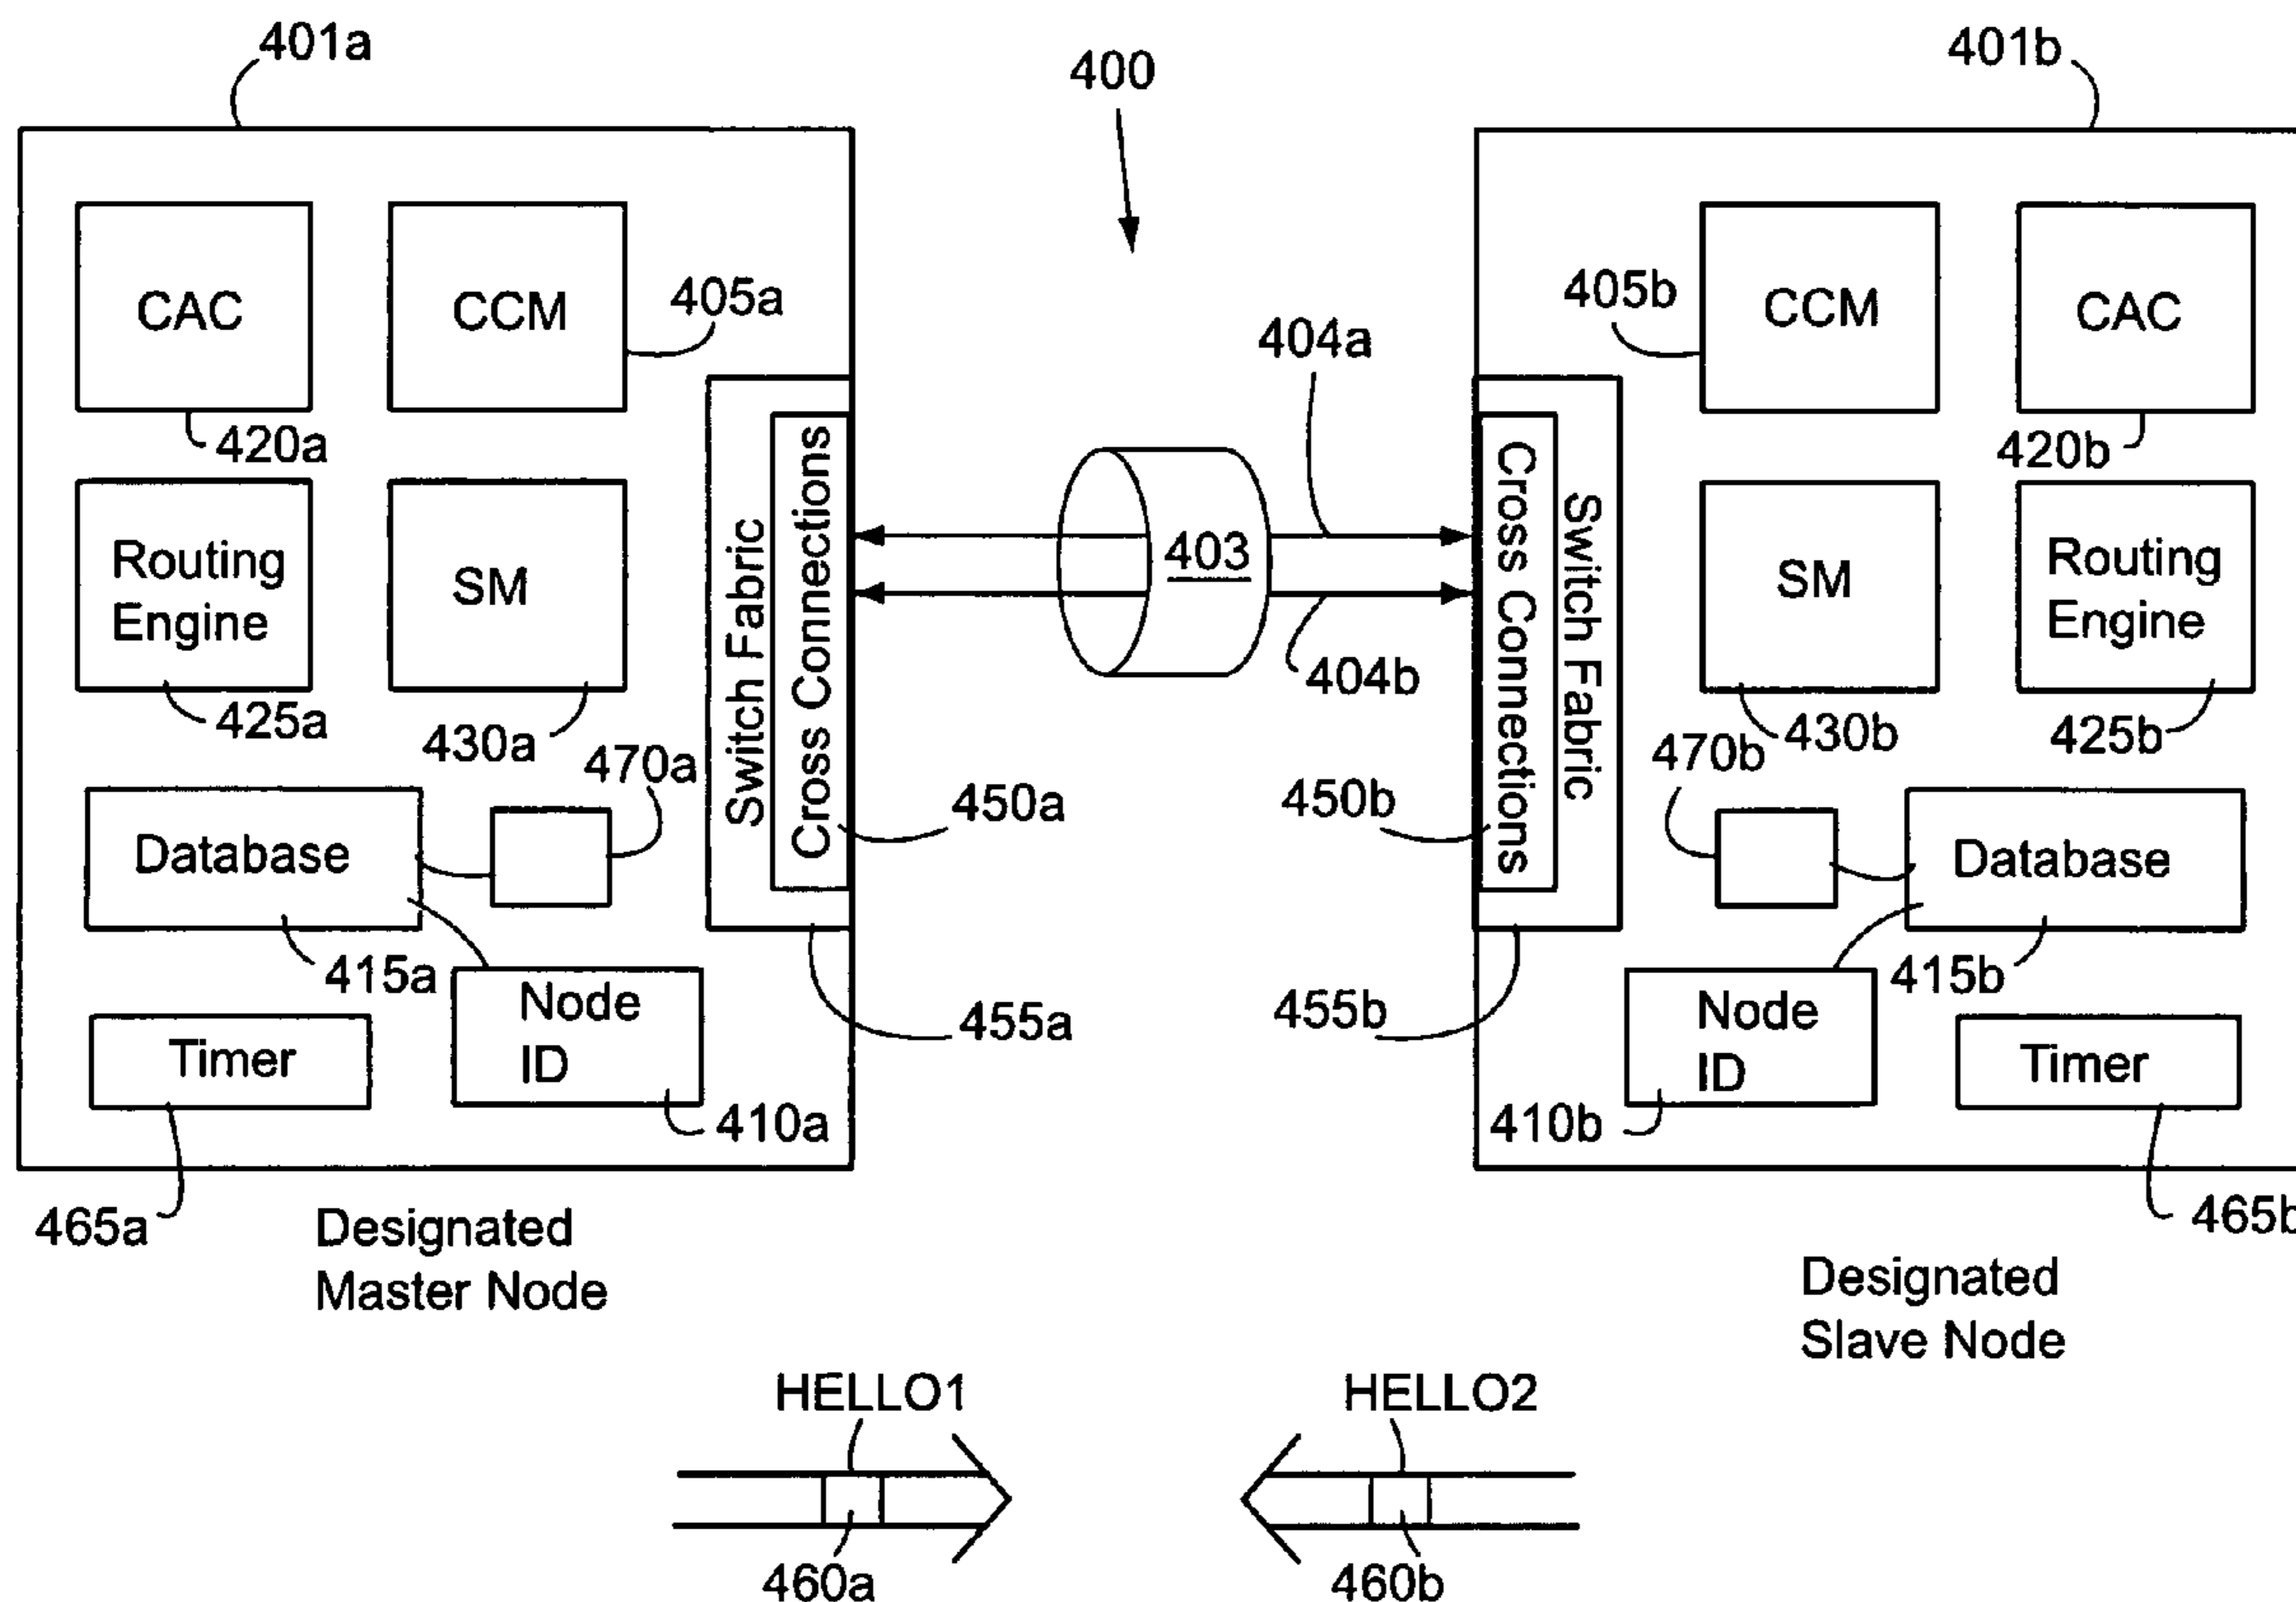 401a
400
401b
CAC
CCM
405a
420a
Routing
Engine
SM
425a
430a
470a
Database
415a
Node
ID
410a
Timer
465a
Switch Fabric
Cross Connections
450a
455a
404a
403
404b
405b
CCM
CAC
420b
SM
Routing
Engine
430b
425b
470b
Cross Connections
Switch Fabric
450b
455b
Database
415b
Node
ID
410b
Timer
465b
Designated
Master Node
Designated
Slave Node
HELLO1
460a
HELLO2
460b